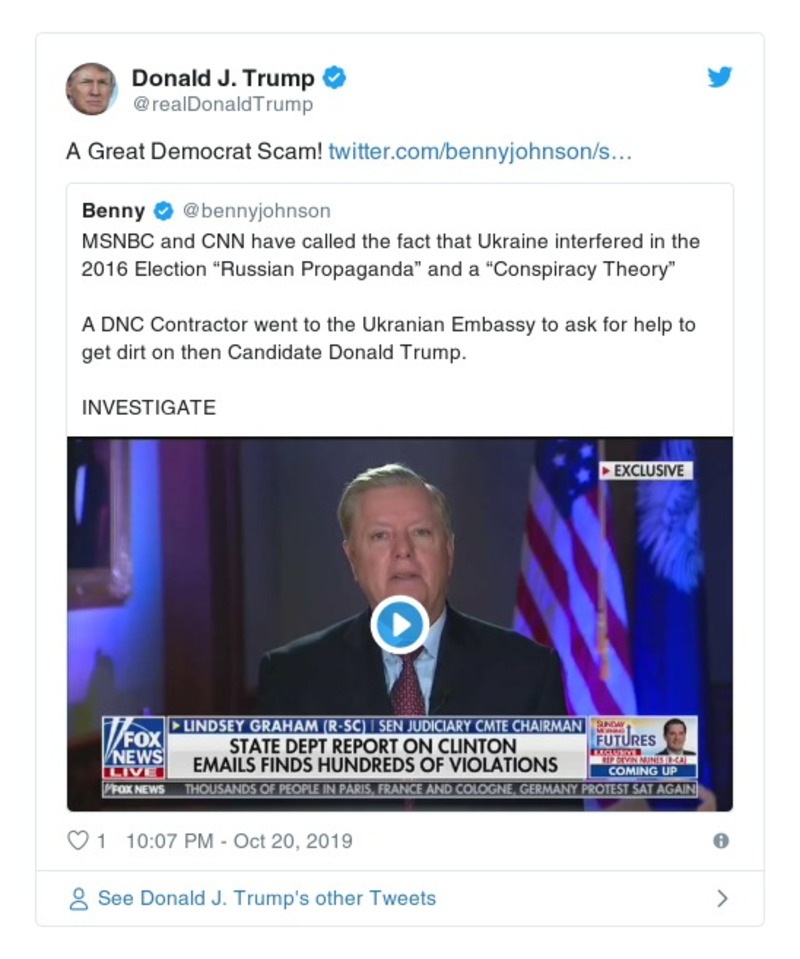 Donald J. Trump
@realDonaldTrump
A Great Democrat Scam! twitter.com/bennyjohnson/s…
Benny @bennyjohnson
MSNBC and CNN have called the fact that Ukraine interfered in the
2016 Election “Russian Propaganda” and a “Conspiracy Theory”
A DNC Contractor went to the Ukranian Embassy to ask for help to
get dirt on then Candidate Donald Trump.
INVESTIGATE
EXCLUSIVE
LINDSEY GRAHAM (R-SC) | SEN JUDICIARY CMTE CHAIRMAN
STATE DEPT REPORT ON CLINTON
EMAILS FINDS HUNDREDS OF VIOLATIONS
FOX
NEWS
LIVE
SUNDAY
MORNING
FUTURES
EXCLUSIVE
REP DEVIN NUNES (R-CA)
COMING UP
FOX NEWS THOUSANDS OF PEOPLE IN PARIS, FRANCE AND COLOGNE, GERMANY PROTEST SAT AGAIN
1 10:07 PM - Oct 20, 2019
See Donald J. Trump's other Tweets